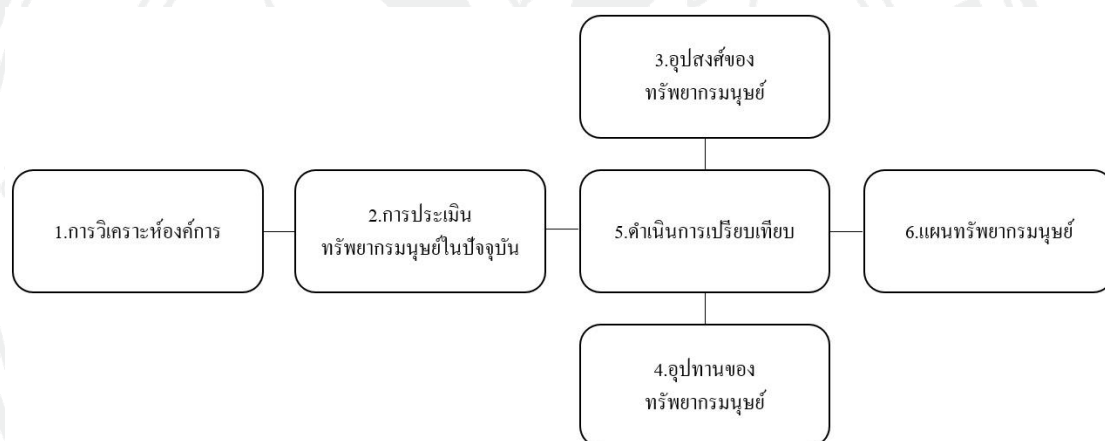 3.อุปสงค์ของ
ทรัพยากรมนุษย์
1.การวิเคราะห์องค์การ
2.การประเมิน
ทรัพยากรมนุษย์ในปัจจุบัน
5.ดำเนินการเปรียบเทียบ
6.แผนทรัพยากรมนุษย์
4.อุปทานของ
ทรัพยากรมนุษย์